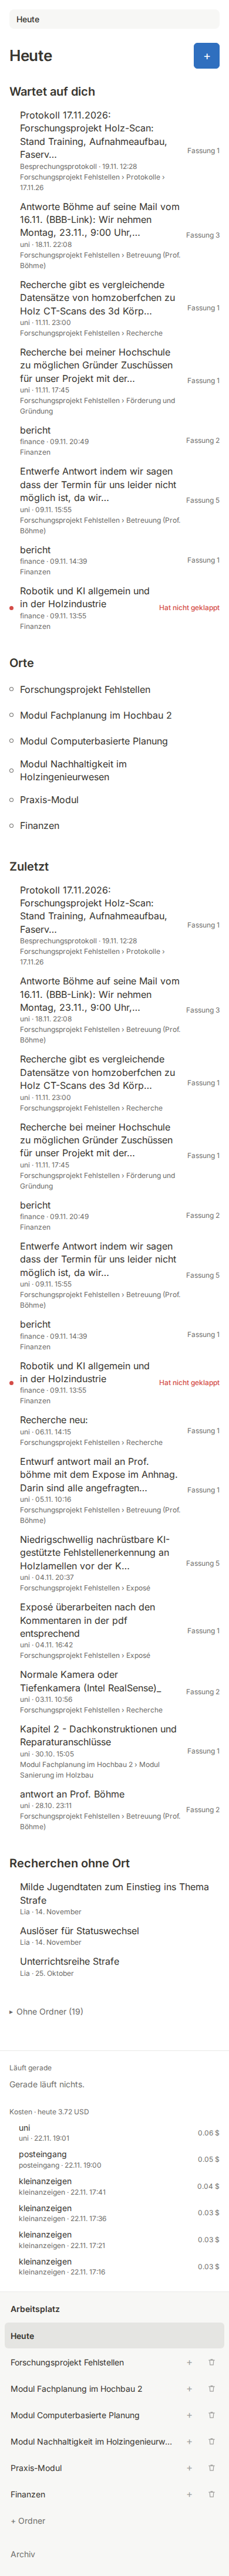 Heute
Heute
+
Wartet auf dich
Protokoll 17.11.2026:
Forschungsprojekt Holz-Scan:
Stand Training, Aufnahmeaufbau,
Faserv...
Fassung 1
Besprechungsprotokoll · 19.11. 12:28
Forschungsprojekt Fehlstellen › Protokolle ›
17.11.26
Antworte Böhme auf seine Mail vom
16.11. (BBB-Link): Wir nehmen
Montag, 23.11., 9:00 Uhr,...
Fassung 3
uni · 18.11. 22:08
Forschungsprojekt Fehlstellen › Betreuung (Prof.
Böhme)
Recherche gibt es vergleichende
Datensätze von homzoberfchen zu
Holz CT-Scans des 3d Körp...
Fassung 1
uni · 11.11. 23:00
Forschungsprojekt Fehlstellen › Recherche
Recherche bei meiner Hochschule
zu möglichen Gründer Zuschüssen
für unser Projekt mit der...
Fassung 1
uni · 11.11. 17:45
Forschungsprojekt Fehlstellen › Förderung und
Gründung
bericht
Fassung 2
finance · 09.11. 20:49
Finanzen
Entwerfe Antwort indem wir sagen
dass der Termin für uns leider nicht
möglich ist, da wir...
Fassung 5
uni · 09.11. 15:55
Forschungsprojekt Fehlstellen › Betreuung (Prof.
Böhme)
bericht
Fassung 1
finance · 09.11. 14:39
Finanzen
Robotik und KI allgemein und
in der Holzindustrie
Hat nicht geklappt
finance · 09.11. 13:55
Finanzen
Orte
Forschungsprojekt Fehlstellen
Modul Fachplanung im Hochbau 2
Modul Computerbasierte Planung
Modul Nachhaltigkeit im
Holzingenieurwesen
Praxis-Modul
Finanzen
Zuletzt
Protokoll 17.11.2026:
Forschungsprojekt Holz-Scan:
Stand Training, Aufnahmeaufbau,
Faserv...
Fassung 1
Besprechungsprotokoll · 19.11. 12:28
Forschungsprojekt Fehlstellen › Protokolle ›
17.11.26
Antworte Böhme auf seine Mail vom
16.11. (BBB-Link): Wir nehmen
Montag, 23.11., 9:00 Uhr,...
Fassung 3
uni · 18.11. 22:08
Forschungsprojekt Fehlstellen › Betreuung (Prof.
Böhme)
Recherche gibt es vergleichende
Datensätze von homzoberfchen zu
Holz CT-Scans des 3d Körp...
Fassung 1
uni · 11.11. 23:00
Forschungsprojekt Fehlstellen › Recherche
Recherche bei meiner Hochschule
zu möglichen Gründer Zuschüssen
für unser Projekt mit der...
Fassung 1
uni · 11.11. 17:45
Forschungsprojekt Fehlstellen › Förderung und
Gründung
bericht
Fassung 2
finance · 09.11. 20:49
Finanzen
Entwerfe Antwort indem wir sagen
dass der Termin für uns leider nicht
möglich ist, da wir...
Fassung 5
uni · 09.11. 15:55
Forschungsprojekt Fehlstellen › Betreuung (Prof.
Böhme)
bericht
Fassung 1
finance · 09.11. 14:39
Finanzen
Robotik und KI allgemein und
in der Holzindustrie
Hat nicht geklappt
finance · 09.11. 13:55
Finanzen
Recherche neu:
Fassung 1
uni · 06.11. 14:15
Forschungsprojekt Fehlstellen › Recherche
Entwurf antwort mail an Prof.
böhme mit dem Expose im Anhnag.
Darin sind alle angefragten...
Fassung 1
uni · 05.11. 10:16
Forschungsprojekt Fehlstellen › Betreuung (Prof.
Böhme)
Niedrigschwellig nachrüstbare KI-
gestützte Fehlstellenerkennung an
Holzlamellen vor der K...
Fassung 5
uni · 04.11. 20:37
Forschungsprojekt Fehlstellen › Exposé
Exposé überarbeiten nach den
Kommentaren in der pdf
entsprechend
Fassung 1
uni · 04.11. 16:42
Forschungsprojekt Fehlstellen › Exposé
Normale Kamera oder
Tiefenkamera (Intel RealSense)_
Fassung 2
uni · 03.11. 10:56
Forschungsprojekt Fehlstellen › Recherche
Kapitel 2 - Dachkonstruktionen und
Reparaturanschlüsse
Fassung 1
uni · 30.10. 15:05
Modul Fachplanung im Hochbau 2 › Modul
Sanierung im Holzbau
antwort an Prof. Böhme
Fassung 2
uni · 28.10. 23:11
Forschungsprojekt Fehlstellen › Betreuung (Prof.
Böhme)
Recherchen ohne Ort
Milde Jugendtaten zum Einstieg ins Thema
Strafe
Lia · 14. November
Auslöser für Statuswechsel
Lia · 14. November
Unterrichtsreihe Strafe
Lia · 25. Oktober
▸ Ohne Ordner (19)
Läuft gerade
Gerade läuft nichts.
Kosten · heute 3.72 USD
uni
0.06 $
uni · 22.11. 19:01
posteingang
0.05 $
posteingang · 22.11. 19:00
kleinanzeigen
0.04 $
kleinanzeigen · 22.11. 17:41
kleinanzeigen
0.03 $
kleinanzeigen · 22.11. 17:36
kleinanzeigen
0.03 $
kleinanzeigen · 22.11. 17:21
kleinanzeigen
0.03 $
kleinanzeigen · 22.11. 17:16
Arbeitsplatz
Heute
Forschungsprojekt Fehlstellen +
Modul Fachplanung im Hochbau 2 +
Modul Computerbasierte Planung +
Modul Nachhaltigkeit im Holzingenieurw... +
Praxis-Modul +
Finanzen +
+ Ordner
Archiv